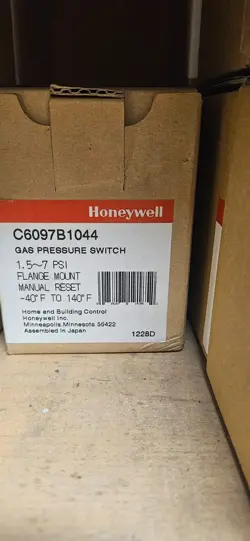 Honeywell
C6097B1044
GAS PRESSURE SWITCH
1.5~7 PSI
FLANGE MOUNT
MANUAL RESET
-40°F TO 140°F
Home and Building Control
Honeywell Inc.
Minneapolis, Minnesota 55422
Assembled in Japan
1228D